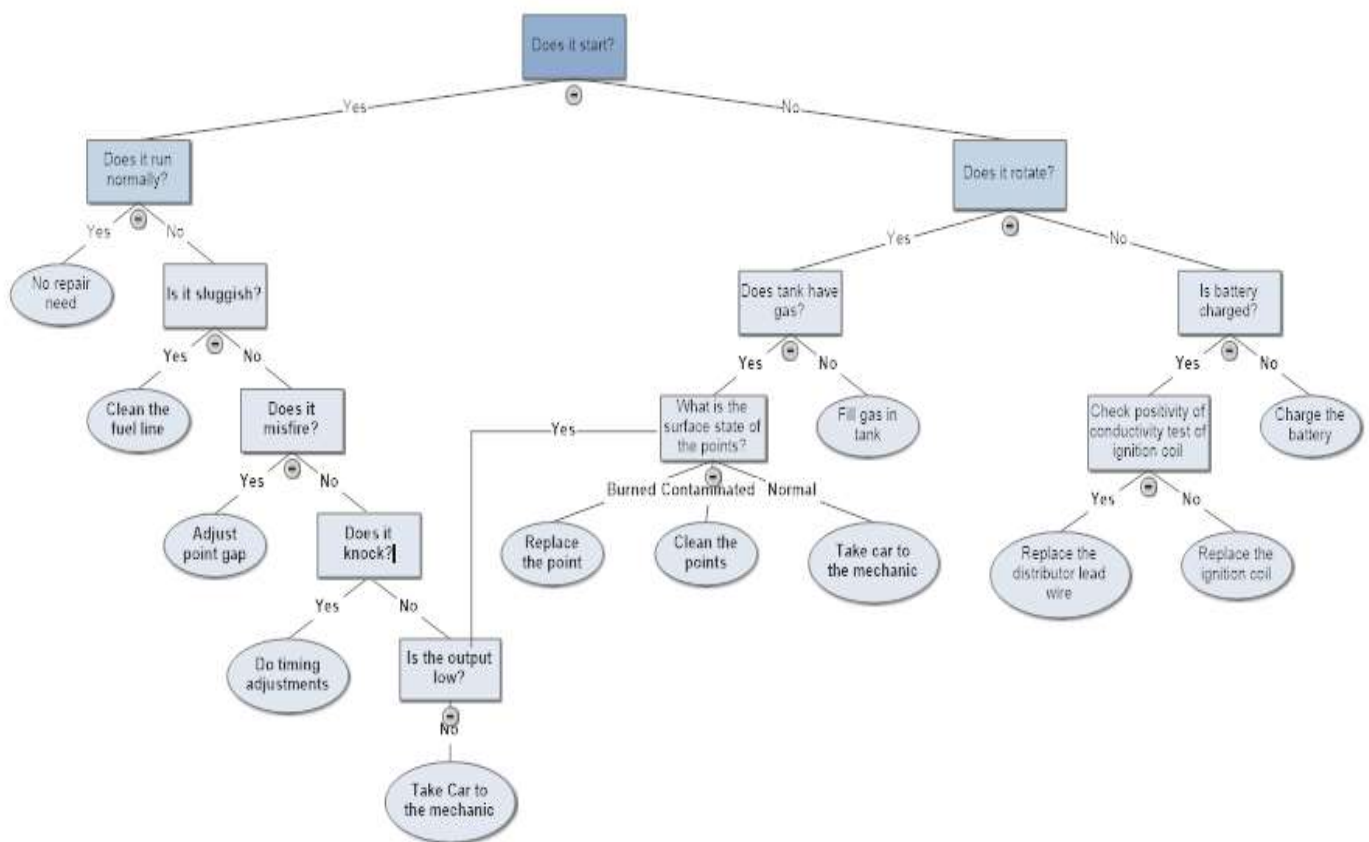 Does it start?
Yes
No
Does it run
normally?
Does it rotate?
Yes
No
Yes
No
No repair
need
Is it sluggish?
Does tank have
gas?
Is battery
charged?
Yes
No
Yes
No
Yes
No
Clean the
fuel line
Does it
misfire?
Yes
What is the
surface state
of the points?
Fill gas in
tank
Check positivity of
conductivity test of
ignition coil
Charge the
battery
Yes
No
Burned
Contaminated
Normal
Yes
No
Adjust
point gap
Does it
knock?
Replace
the point
Clean the
points
Take car to
the mechanic
Replace the
distributor lead
wire
Replace the
ignition coil
Yes
No
Do timing
adjustments
Is the output
low?
No
Take Car to
the mechanic